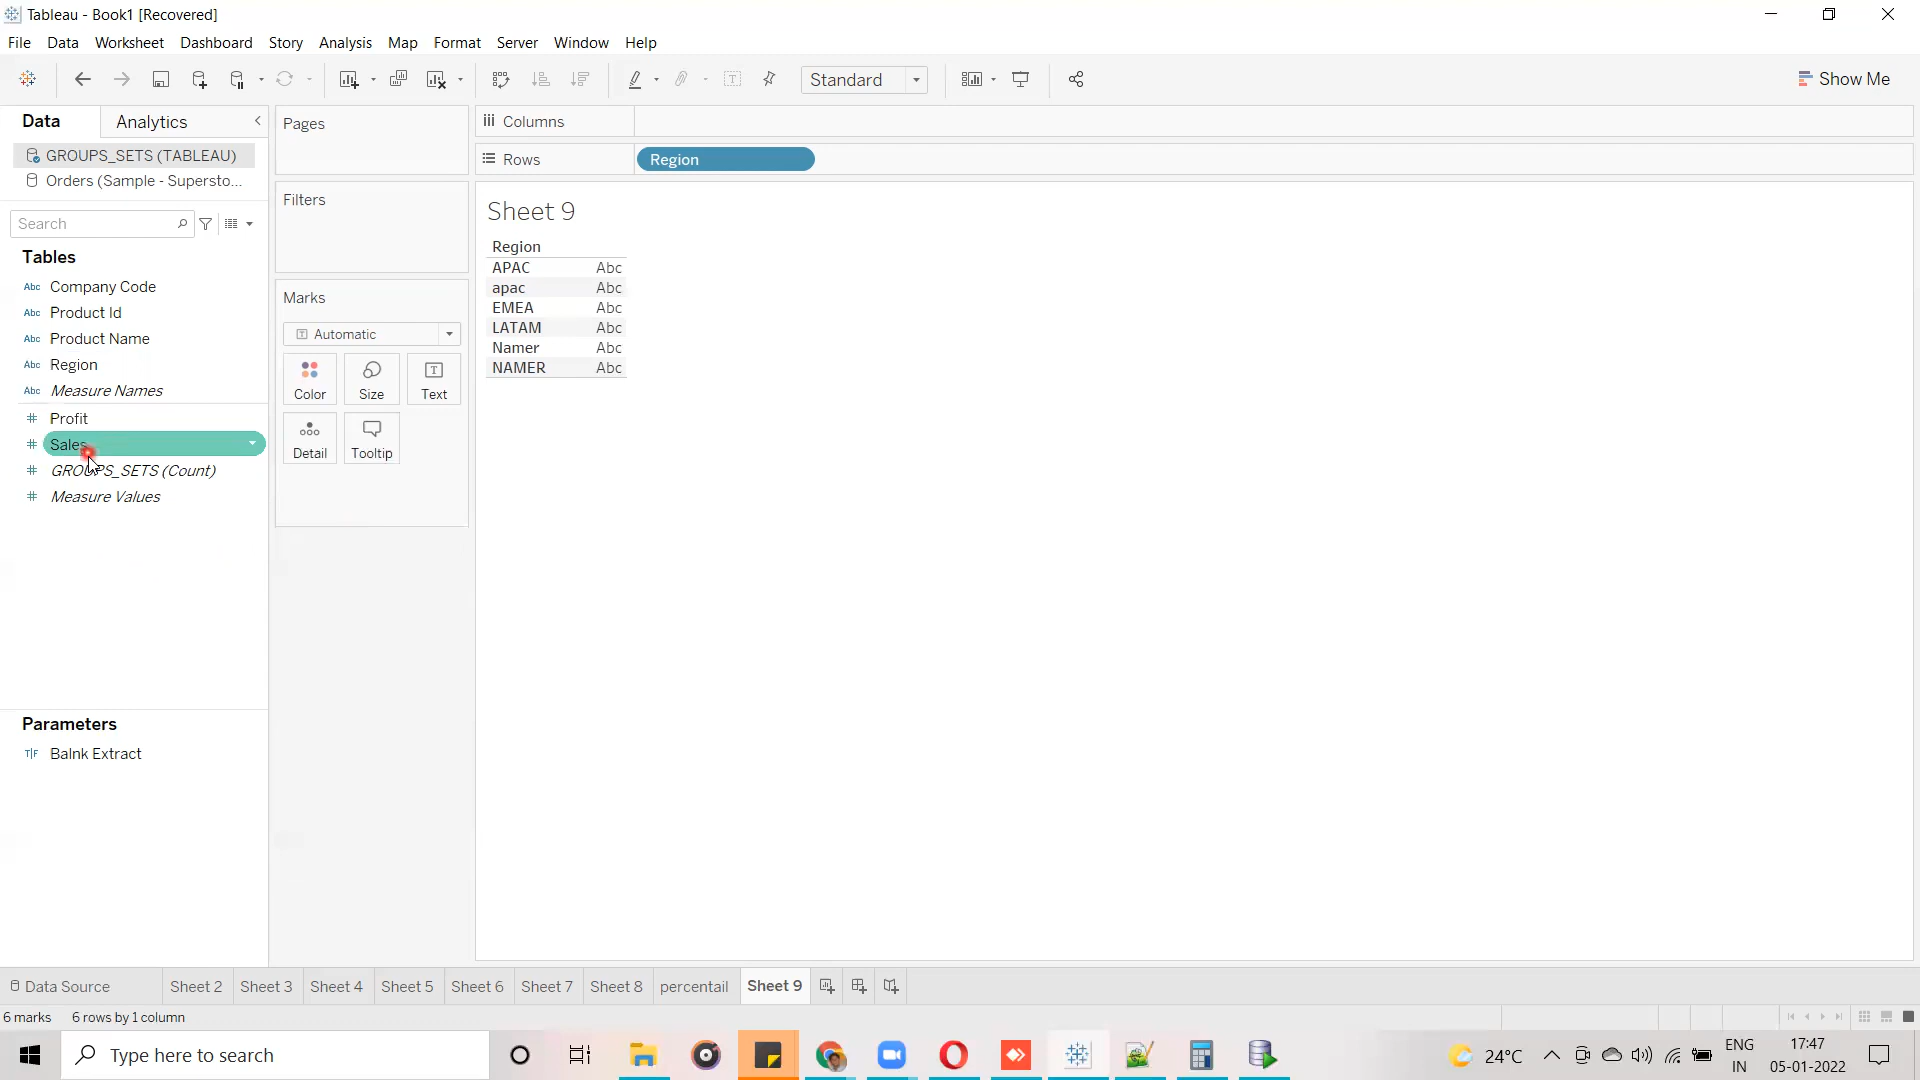 Tableau - Book1 [Recovered]
File Data Worksheet Dashboard Story Analysis Map Format Server Window Help
Standard
Show Me
Data Analytics
GROUPS_SETS (TABLEAU)
Orders (Sample - Supersto...
Search
Tables
Abc Company Code
Abc Product Id
Abc Product Name
Abc Region
Abc Measure Names
# Profit
# Sales
# GROUPS_SETS (Count)
# Measure Values
Parameters
T|F Balnk Extract
Pages
Filters
Marks
Automatic
Color Size Text
Detail Tooltip
Columns
Rows Region
Sheet 9
Region
APAC Abc
apac Abc
EMEA Abc
LATAM Abc
Namer Abc
NAMER Abc
Data Source Sheet 2 Sheet 3 Sheet 4 Sheet 5 Sheet 6 Sheet 7 Sheet 8 percentail Sheet 9
6 marks 6 rows by 1 column
Type here to search
24°C
ENG
IN
17:47
05-01-2022